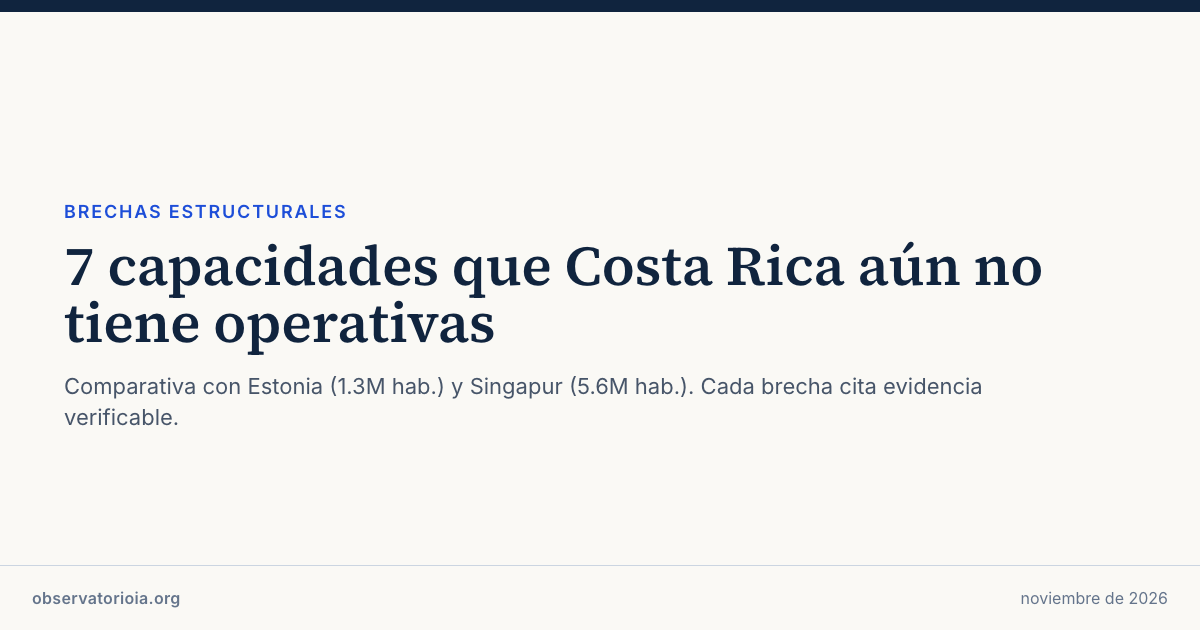 BRECHAS ESTRUCTURALES
7 capacidades que Costa Rica aún no
tiene operativas
Comparativa con Estonia (1.3M hab.) y Singapur (5.6M hab.). Cada brecha cita evidencia
verificable.
observatorioia.org
noviembre de 2026